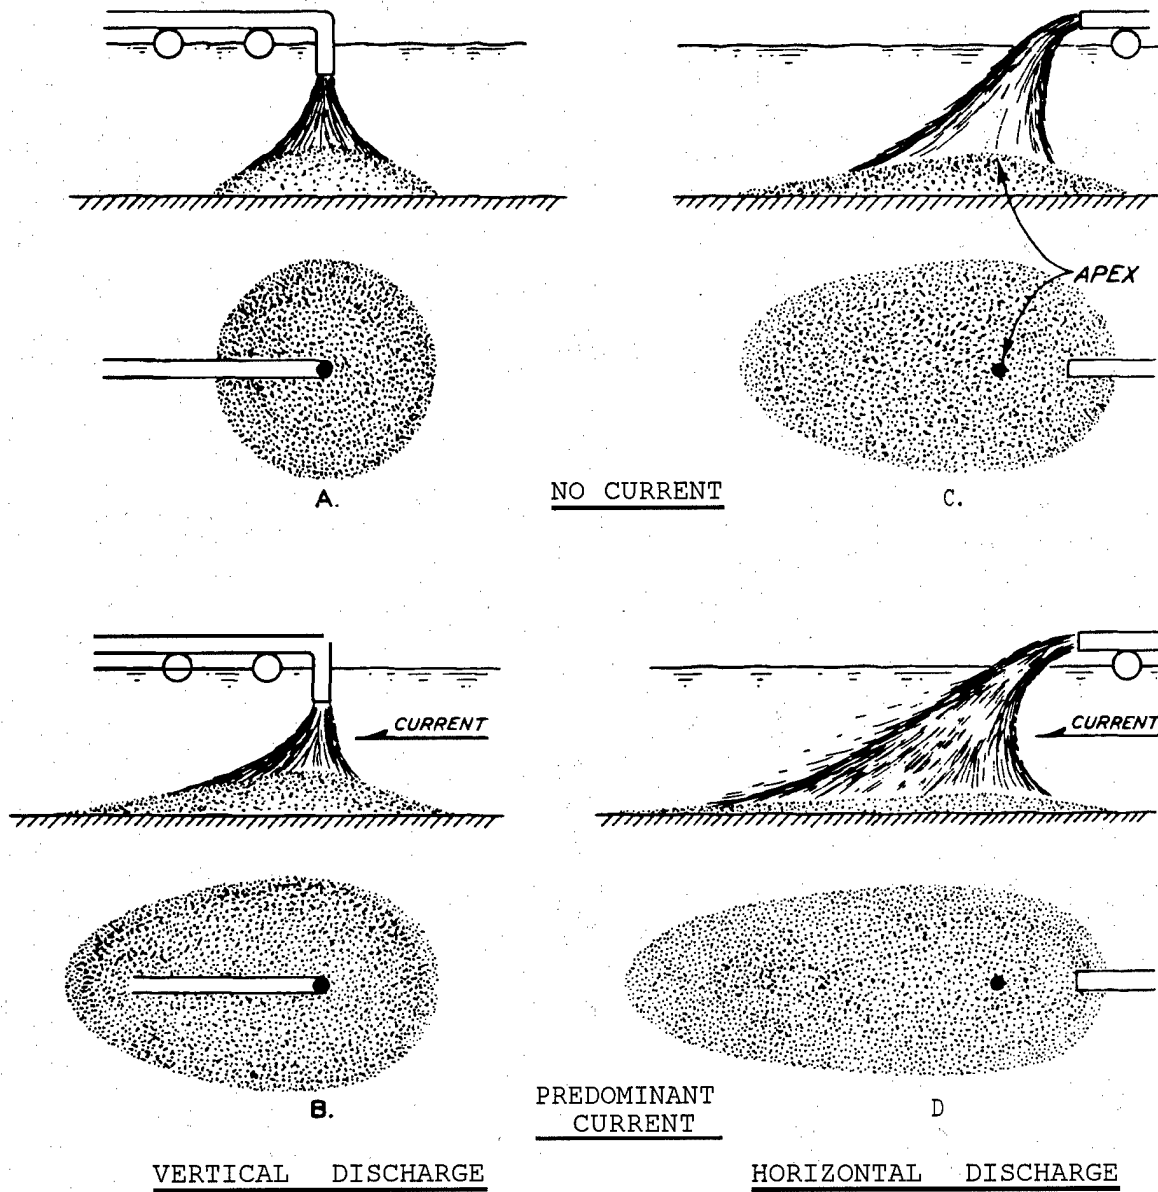 APEX
A.
NO CURRENT
C.
CURRENT
CURRENT
B.
PREDOMINANT
CURRENT
D
VERTICAL DISCHARGE
HORIZONTAL DISCHARGE